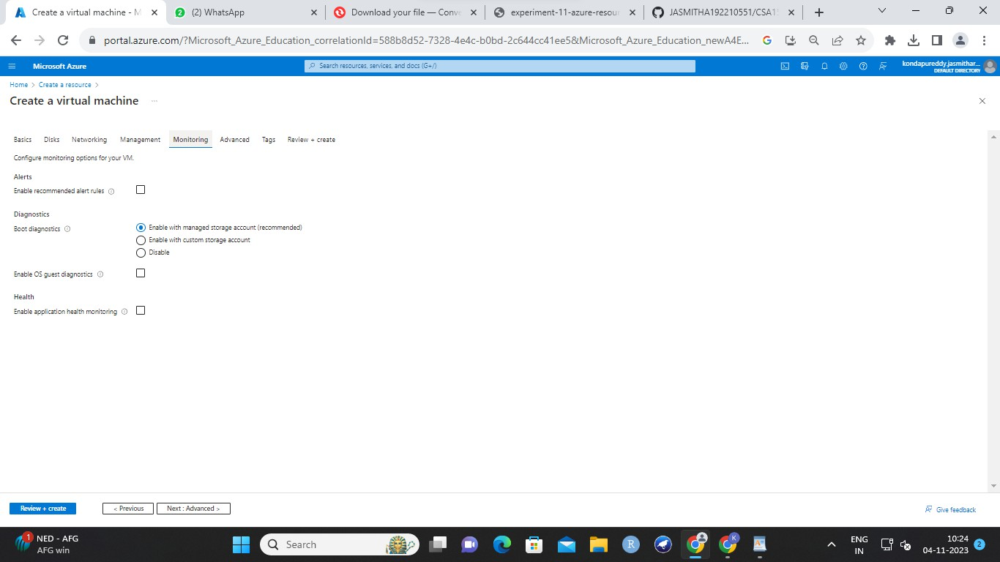 Create a virtual machine - M
(2) WhatsApp
Download your file — Conve
experiment-11-azure-resour
JASMITHA192210551/CSA1
portal.azure.com/?Microsoft_Azure_Education_correlationId=588b8d52-7328-4e4c-b0bd-2c644cc41ee5&Microsoft_Azure_Education_newA4E...
Microsoft Azure
Search resources, services, and docs (G+/)
kondapureddy.jasmithar...
DEFAULT DIRECTORY
Home > Create a resource >
Create a virtual machine ...
Basics Disks Networking Management Monitoring Advanced Tags Review + create
Configure monitoring options for your VM.
Alerts
Enable recommended alert rules
Diagnostics
Boot diagnostics
Enable with managed storage account (recommended)
Enable with custom storage account
Disable
Enable OS guest diagnostics
Health
Enable application health monitoring
Review + create
< Previous
Next : Advanced >
Give feedback
1
NED - AFG
AFG win
Search
R
K
ENG
IN
10:24
04-11-2023
2